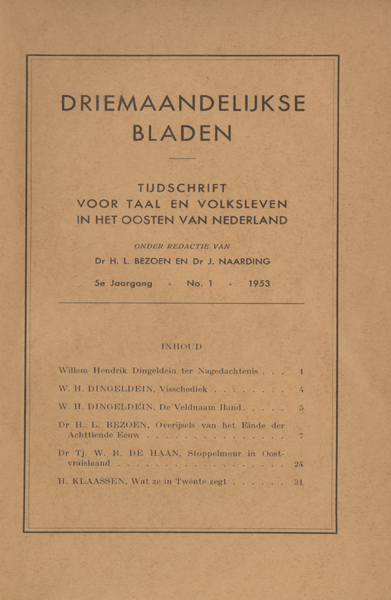 DRIEMAANDELIJKSE
BLADEN
TIJDSCHRIFT
VOOR TAAL EN VOLKSLEVEN
IN HET OOSTEN VAN NEDERLAND
ONDER REDACTIE VAN
Dr H. L. BEZOEN EN Dr J. NAARDING
5e Jaargang - No. 1 - 1953
INHOUD
Willem Hendrik Dingeldein ter Nagedachtenis . . . 1
W. H. DINGELDEIN, Visschediek . . . . . . . . 4
W. H. DINGELDEIN, De Veldnaam Hand . . . . . 5
Dr H. L. BEZOEN, Overijsels van het Einde der
Achttiende Eeuw . . . . . . . . . . . . . . . 7
Dr Tj. W. R. DE HAAN, Stoppelmour in Oost-
vraislaand . . . . . . . . . . . . . . . . . . 24
H. KLAASSEN, Wat ze in Twènte zegt . . . . . . 31